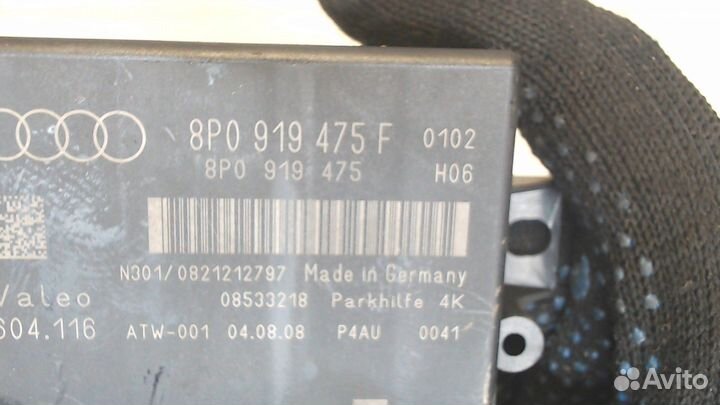 8P0 919 475 F 0102
8P0 919 475 H06
N301/0821212797 Made in Germany
Valeo 08533218 Parkhilfe 4K
604.116 ATW-001 04.08.08 P4AU 0041
Avito